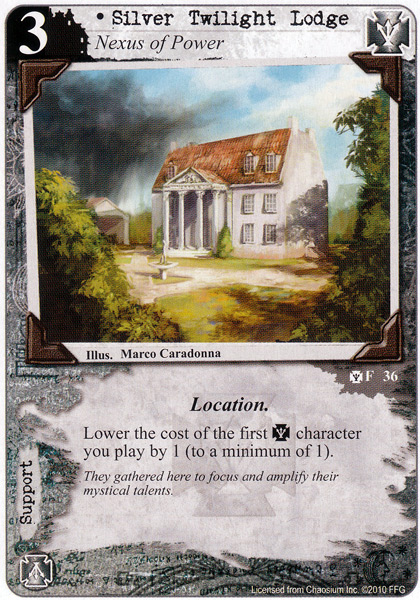 3
• Silver Twilight Lodge
Nexus of Power
Illus. Marco Caradonna
F 36
Location.
Lower the cost of the first character
you play by 1 (to a minimum of 1).
They gathered here to focus and amplify their
mystical talents.
Support
Licensed from Chaosium Inc. ©2010 FFG